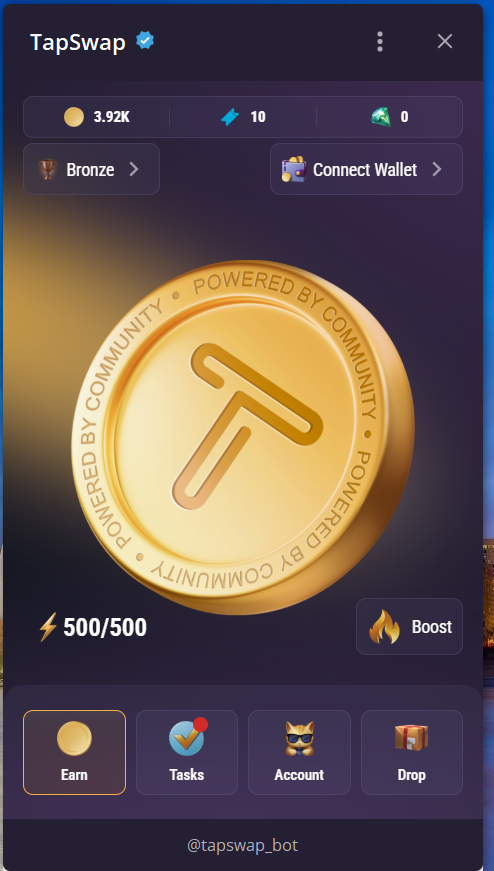 TapSwap
3.92K
10
0
Bronze
Connect Wallet
POWERED BY COMMUNITY • POWERED BY COMMUNITY • POWERED BY COMMUNITY •
500/500
Boost
Earn
Tasks
Account
Drop
@tapswap_bot